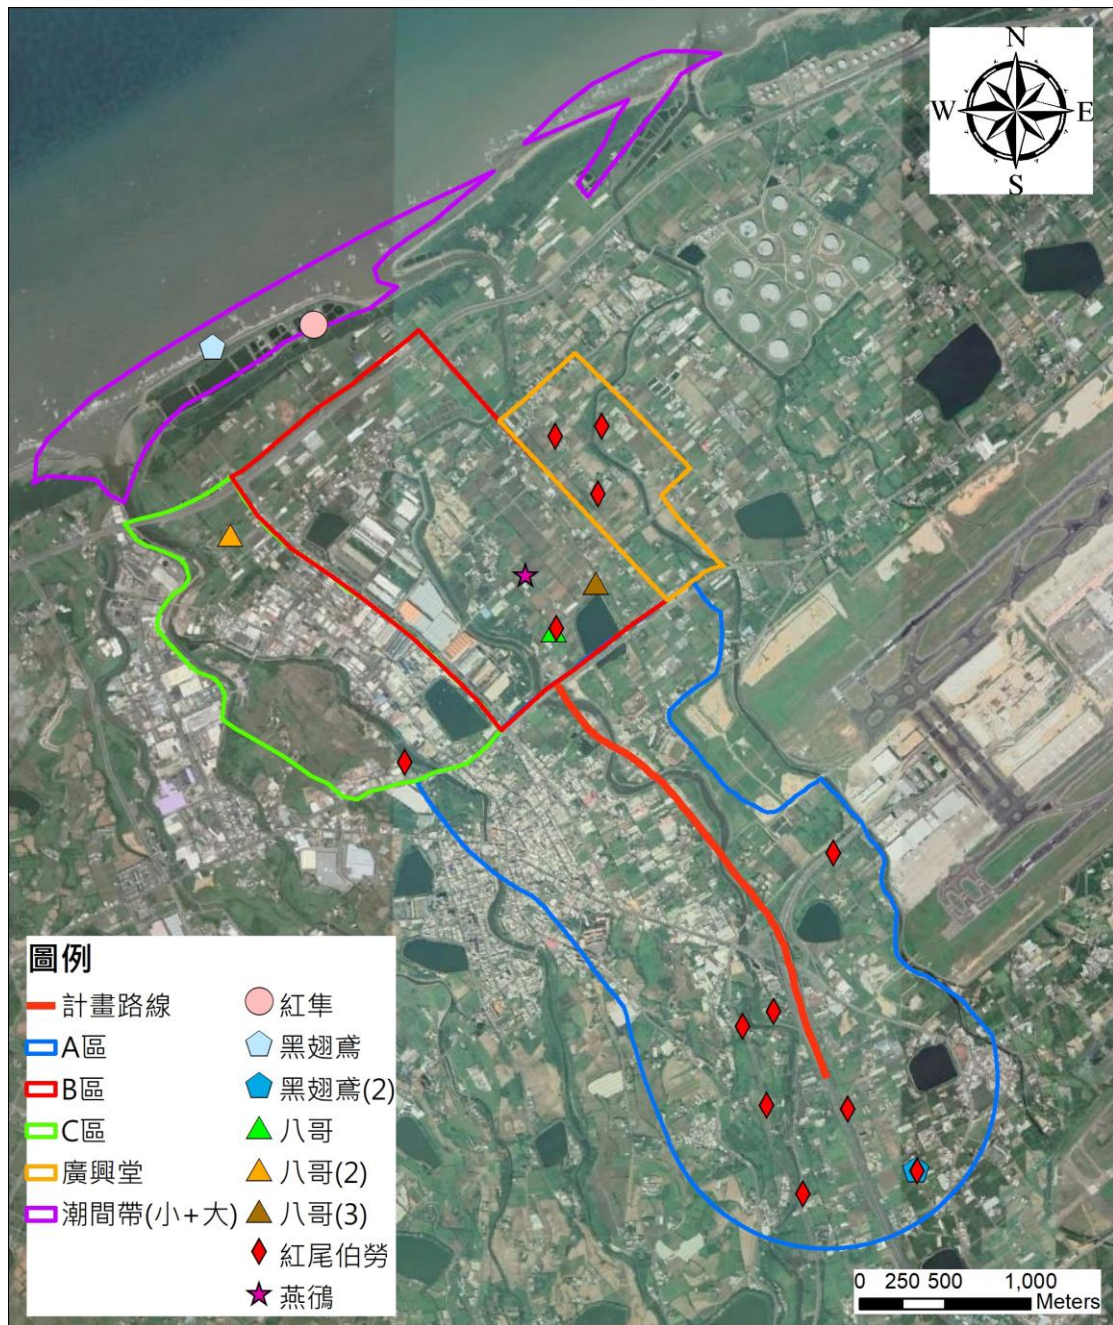 N
W E
S
圖例
計畫路線
A區
B區
C區
廣興堂
潮間帶(小+大)
紅隼
黑翅鳶
黑翅鳶(2)
八哥
八哥(2)
八哥(3)
紅尾伯勞
燕鴴
0 250 500 1,000
Meters